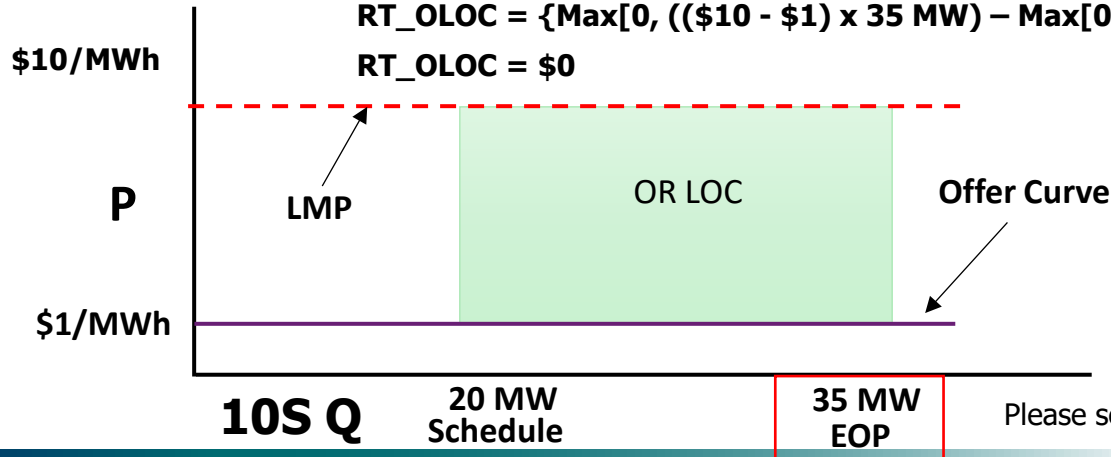 RT_OLOC = {Max[0, (($10 - $1) x 35 MW) – Max[0
$10/MWh
RT_OLOC = $0
P
LMP
OR LOC
Offer Curve
$1/MWh
10S Q
20 MW
Schedule
35 MW
EOP
Please